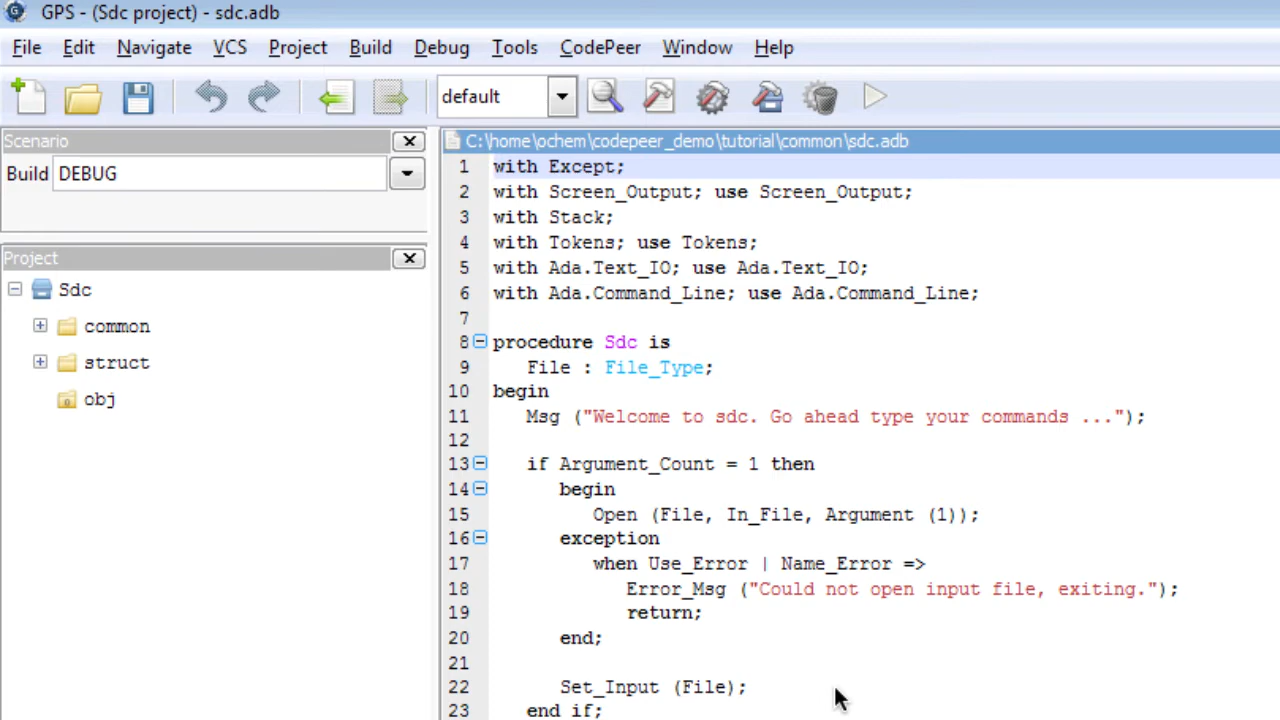 GPS - (Sdc project) - sdc.adb
File Edit Navigate VCS Project Build Debug Tools CodePeer Window Help
default
Scenario
Build DEBUG
Project
Sdc
common
struct
obj
C:\home\ochem\codepeer_demo\tutorial\common\sdc.adb
1 with Except;
2 with Screen_Output; use Screen_Output;
3 with Stack;
4 with Tokens; use Tokens;
5 with Ada.Text_IO; use Ada.Text_IO;
6 with Ada.Command_Line; use Ada.Command_Line;
7
8 procedure Sdc is
9 File : File_Type;
10 begin
11 Msg ("Welcome to sdc. Go ahead type your commands ...");
12
13 if Argument_Count = 1 then
14 begin
15 Open (File, In_File, Argument (1));
16 exception
17 when Use_Error | Name_Error =>
18 Error_Msg ("Could not open input file, exiting.");
19 return;
20 end;
21
22 Set_Input (File);
23 end if;